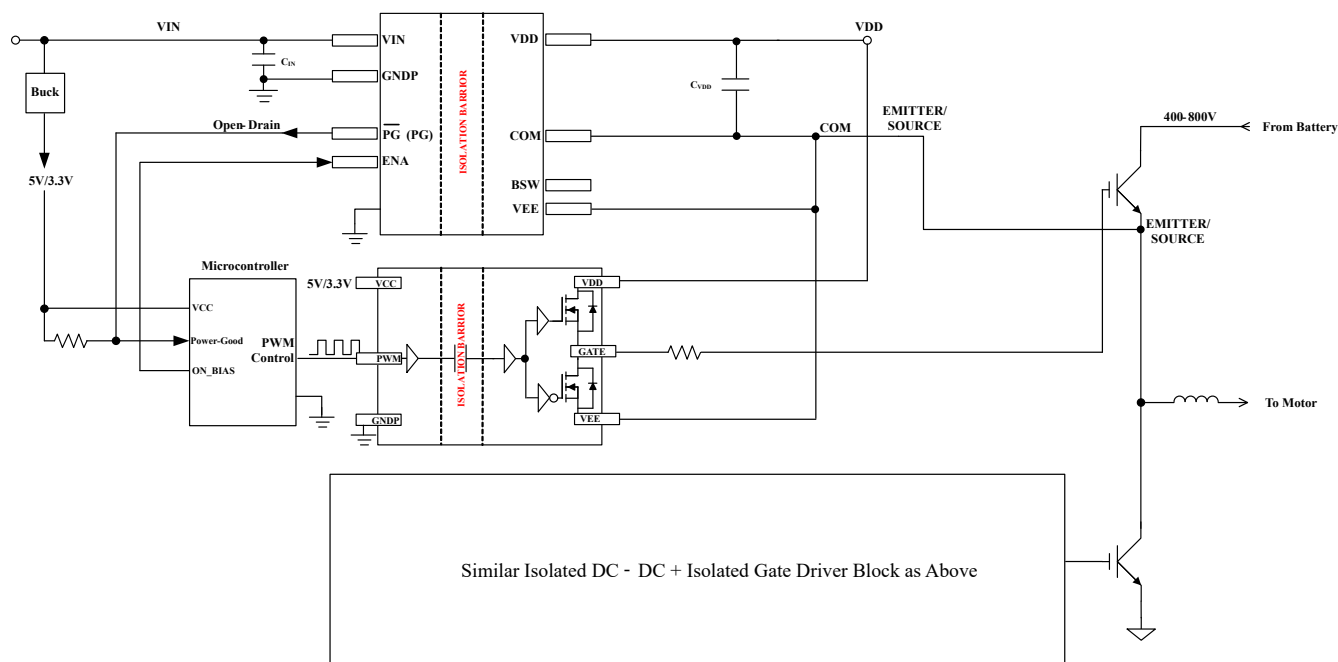 VIN
Buck
5V/3.3V
C_IN
VIN
GNDP
Open-Drain
P̅G̅ (PG)
ENA
ISOLATION BARRIER
VDD
COM
BSW
VEE
C_VDD
VDD
COM
EMITTER/
SOURCE
400-800V
From Battery
EMITTER/
SOURCE
Microcontroller
VCC
Power-Good
ON_BIAS
PWM
Control
5V/3.3V
VCC
PWM
GNDP
ISOLATION BARRIER
VDD
GATE
VEE
To Motor
Similar Isolated DC - DC + Isolated Gate Driver Block as Above